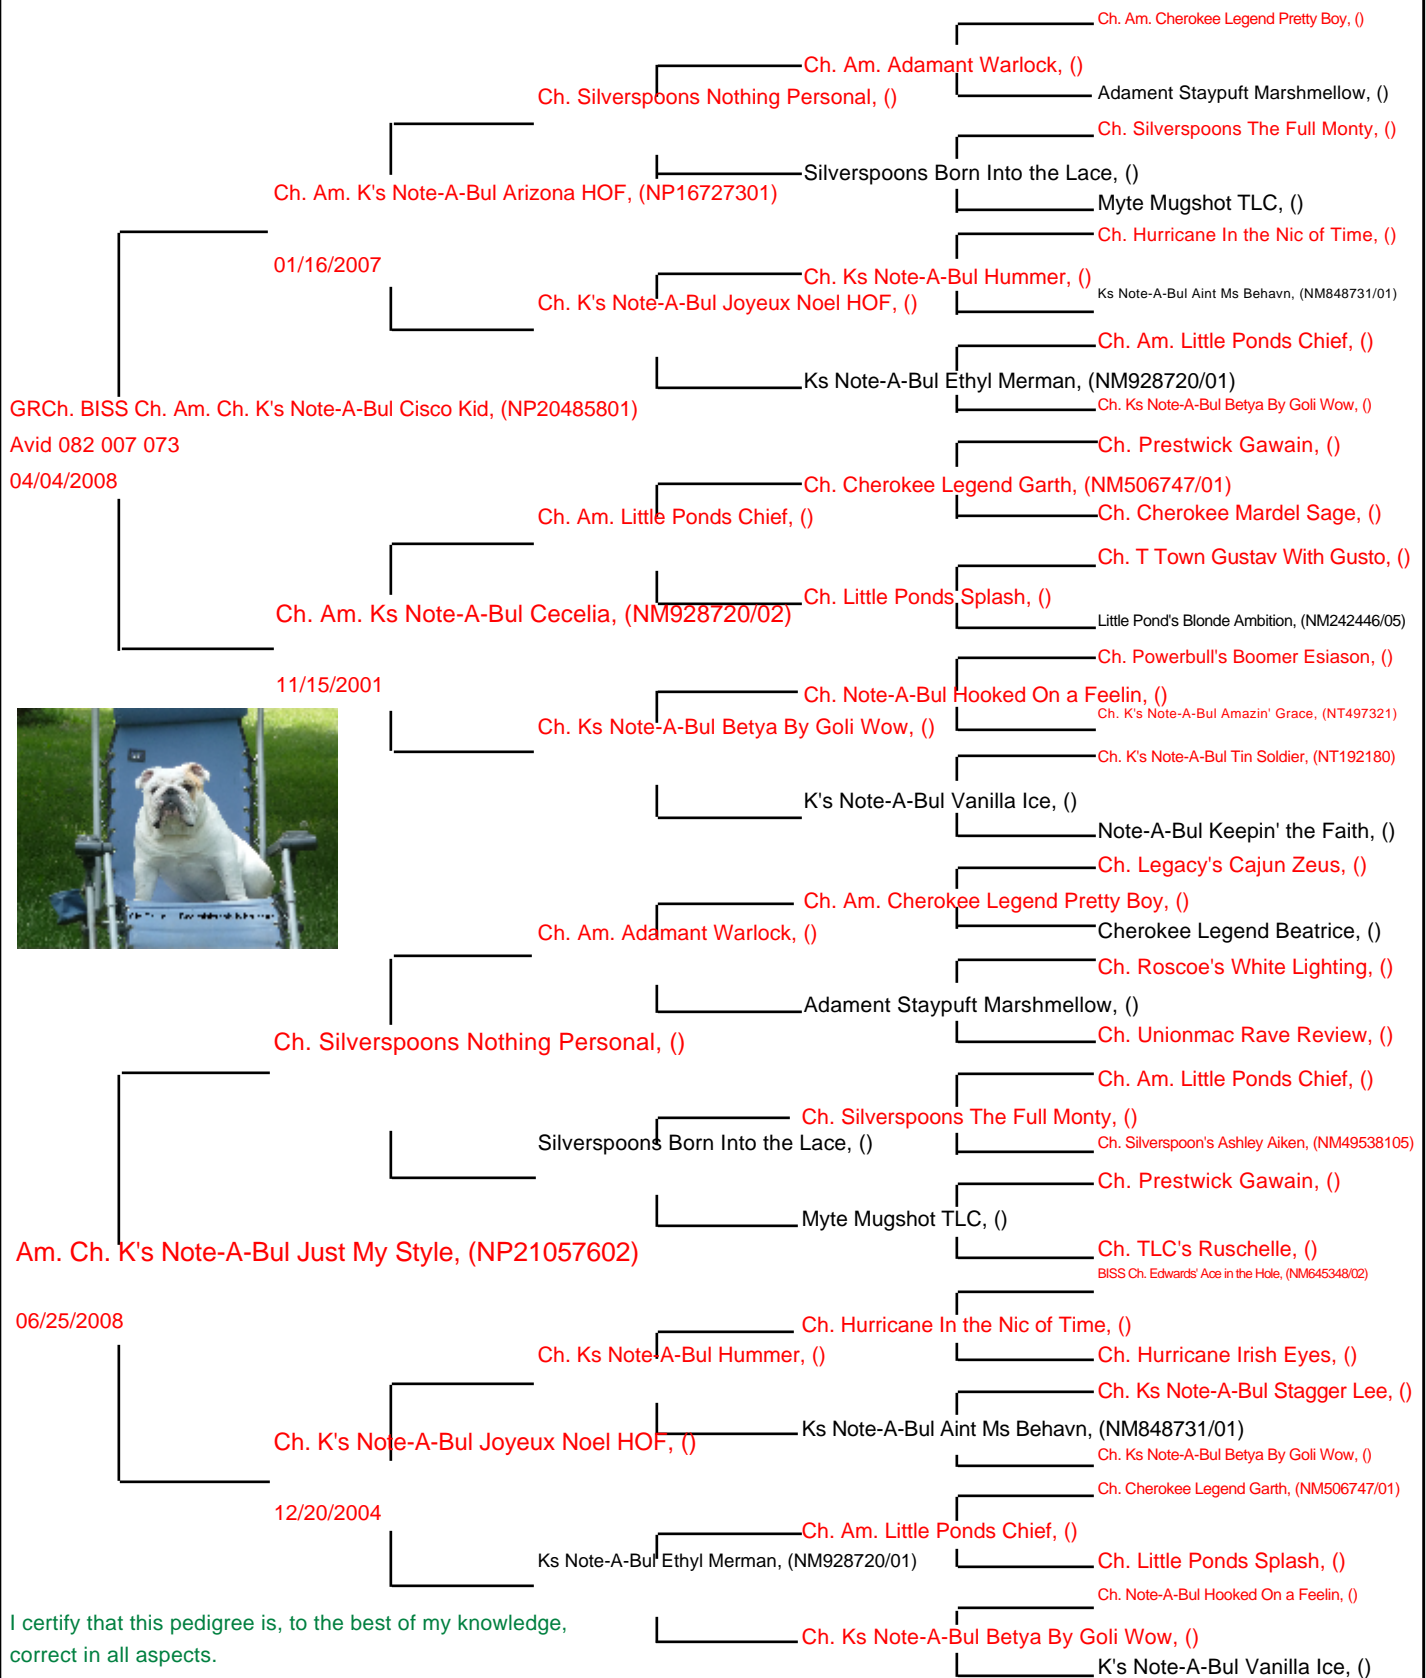 Ch. Am. Cherokee Legend Pretty Boy, ()
Ch. Am. Adamant Warlock, ()
Adament Staypuft Marshmellow, ()
Ch. Silverspoons Nothing Personal, ()
Ch. Silverspoons The Full Monty, ()
Silverspoons Born Into the Lace, ()
Myte Mugshot TLC, ()
Ch. Am. K's Note-A-Bul Arizona HOF, (NP16727301)
01/16/2007
Ch. Hurricane In the Nic of Time, ()
Ch. Ks Note-A-Bul Hummer, ()
Ks Note-A-Bul Aint Ms Behavn, (NM848731/01)
Ch. K's Note-A-Bul Joyeux Noel HOF, ()
Ch. Am. Little Ponds Chief, ()
Ks Note-A-Bul Ethyl Merman, (NM928720/01)
Ch. Ks Note-A-Bul Betya By Goli Wow, ()
GRCh. BISS Ch. Am. Ch. K's Note-A-Bul Cisco Kid, (NP20485801)
Avid 082 007 073
04/04/2008
Ch. Prestwick Gawain, ()
Ch. Cherokee Legend Garth, (NM506747/01)
Ch. Cherokee Mardel Sage, ()
Ch. Am. Little Ponds Chief, ()
Ch. T Town Gustav With Gusto, ()
Ch. Little Ponds Splash, ()
Little Pond's Blonde Ambition, (NM242446/05)
Ch. Am. Ks Note-A-Bul Cecelia, (NM928720/02)
11/15/2001
Ch. Powerbull's Boomer Esiason, ()
Ch. Note-A-Bul Hooked On a Feelin, ()
Ch. K's Note-A-Bul Amazin' Grace, (NT497321)
Ch. Ks Note-A-Bul Betya By Goli Wow, ()
Ch. K's Note-A-Bul Tin Soldier, (NT192180)
K's Note-A-Bul Vanilla Ice, ()
Note-A-Bul Keepin' the Faith, ()
Ch. Legacy's Cajun Zeus, ()
Ch. Am. Cherokee Legend Pretty Boy, ()
Cherokee Legend Beatrice, ()
Ch. Am. Adamant Warlock, ()
Ch. Roscoe's White Lighting, ()
Adament Staypuft Marshmellow, ()
Ch. Unionmac Rave Review, ()
Ch. Silverspoons Nothing Personal, ()
Ch. Am. Little Ponds Chief, ()
Ch. Silverspoons The Full Monty, ()
Ch. Silverspoon's Ashley Aiken, (NM49538105)
Silverspoons Born Into the Lace, ()
Ch. Prestwick Gawain, ()
Myte Mugshot TLC, ()
Ch. TLC's Ruschelle, ()
Am. Ch. K's Note-A-Bul Just My Style, (NP21057602)
06/25/2008
BISS Ch. Edwards' Ace in the Hole, (NM645348/02)
Ch. Hurricane In the Nic of Time, ()
Ch. Hurricane Irish Eyes, ()
Ch. Ks Note-A-Bul Hummer, ()
Ch. Ks Note-A-Bul Stagger Lee, ()
Ks Note-A-Bul Aint Ms Behavn, (NM848731/01)
Ch. Ks Note-A-Bul Betya By Goli Wow, ()
Ch. K's Note-A-Bul Joyeux Noel HOF, ()
12/20/2004
Ch. Cherokee Legend Garth, (NM506747/01)
Ch. Am. Little Ponds Chief, ()
Ch. Little Ponds Splash, ()
Ks Note-A-Bul Ethyl Merman, (NM928720/01)
Ch. Note-A-Bul Hooked On a Feelin, ()
Ch. Ks Note-A-Bul Betya By Goli Wow, ()
K's Note-A-Bul Vanilla Ice, ()
I certify that this pedigree is, to the best of my knowledge,
correct in all aspects.